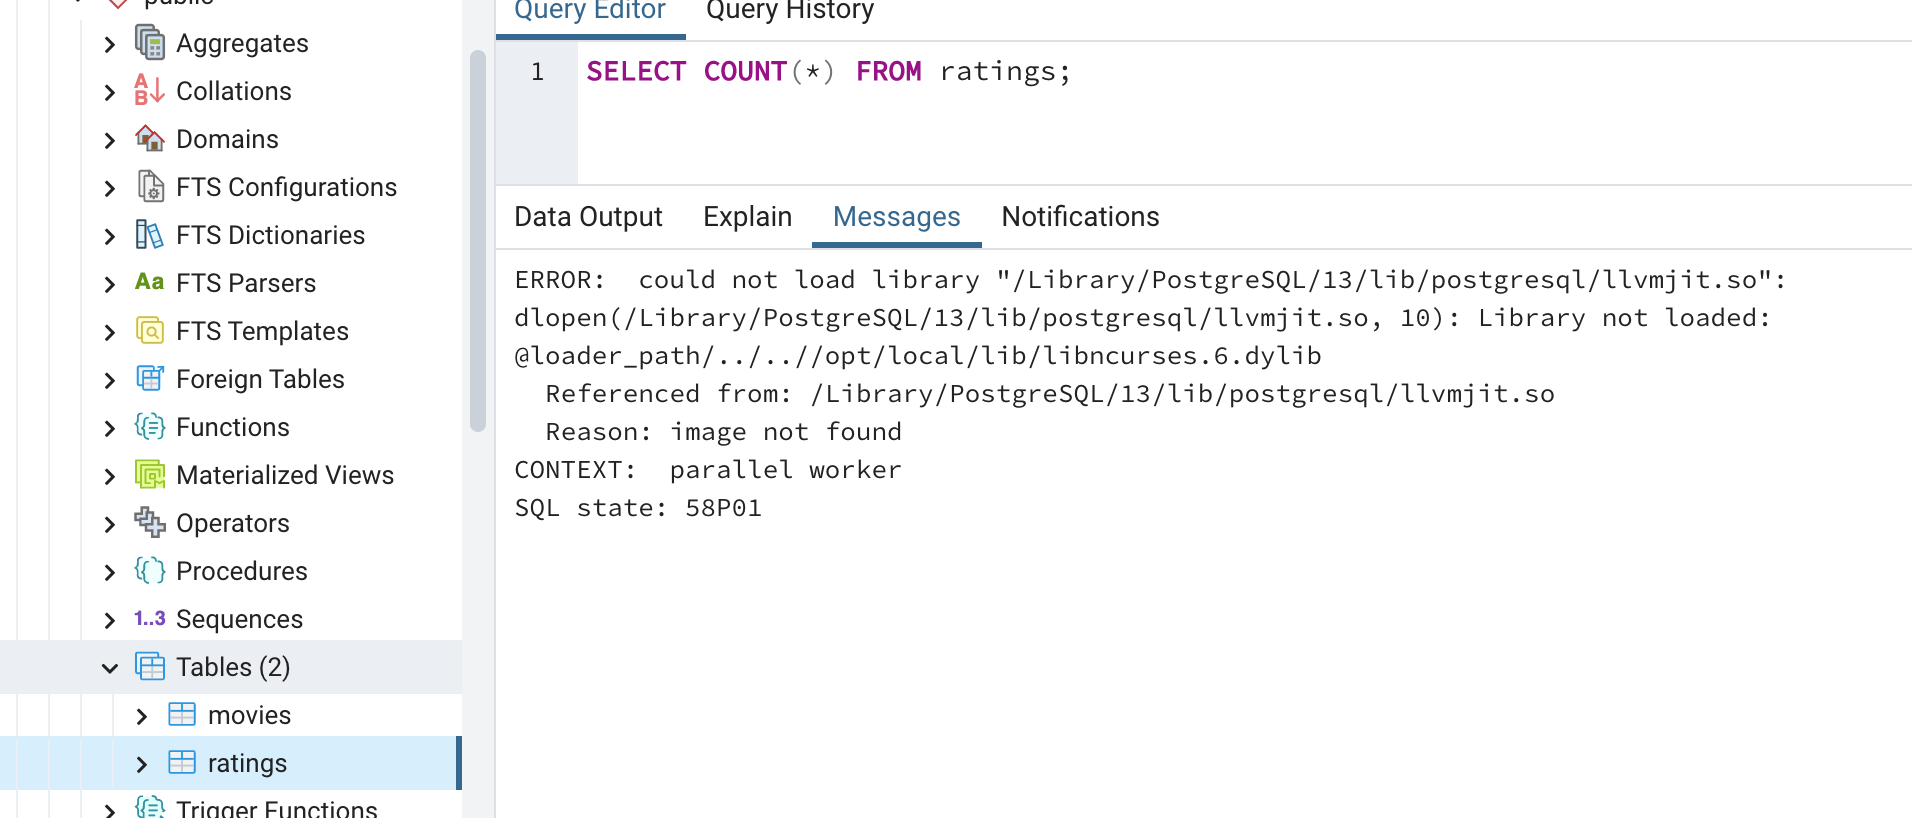 public
Aggregates
Collations
Domains
FTS Configurations
FTS Dictionaries
Aa FTS Parsers
FTS Templates
Foreign Tables
Functions
Materialized Views
Operators
Procedures
1..3 Sequences
Tables (2)
movies
ratings
Trigger Functions
Query Editor Query History
1 SELECT COUNT(*) FROM ratings;
Data Output Explain Messages Notifications
ERROR:  could not load library "/Library/PostgreSQL/13/lib/postgresql/llvmjit.so":
dlopen(/Library/PostgreSQL/13/lib/postgresql/llvmjit.so, 10): Library not loaded:
@loader_path/../..//opt/local/lib/libncurses.6.dylib
  Referenced from: /Library/PostgreSQL/13/lib/postgresql/llvmjit.so
  Reason: image not found
CONTEXT:  parallel worker
SQL state: 58P01